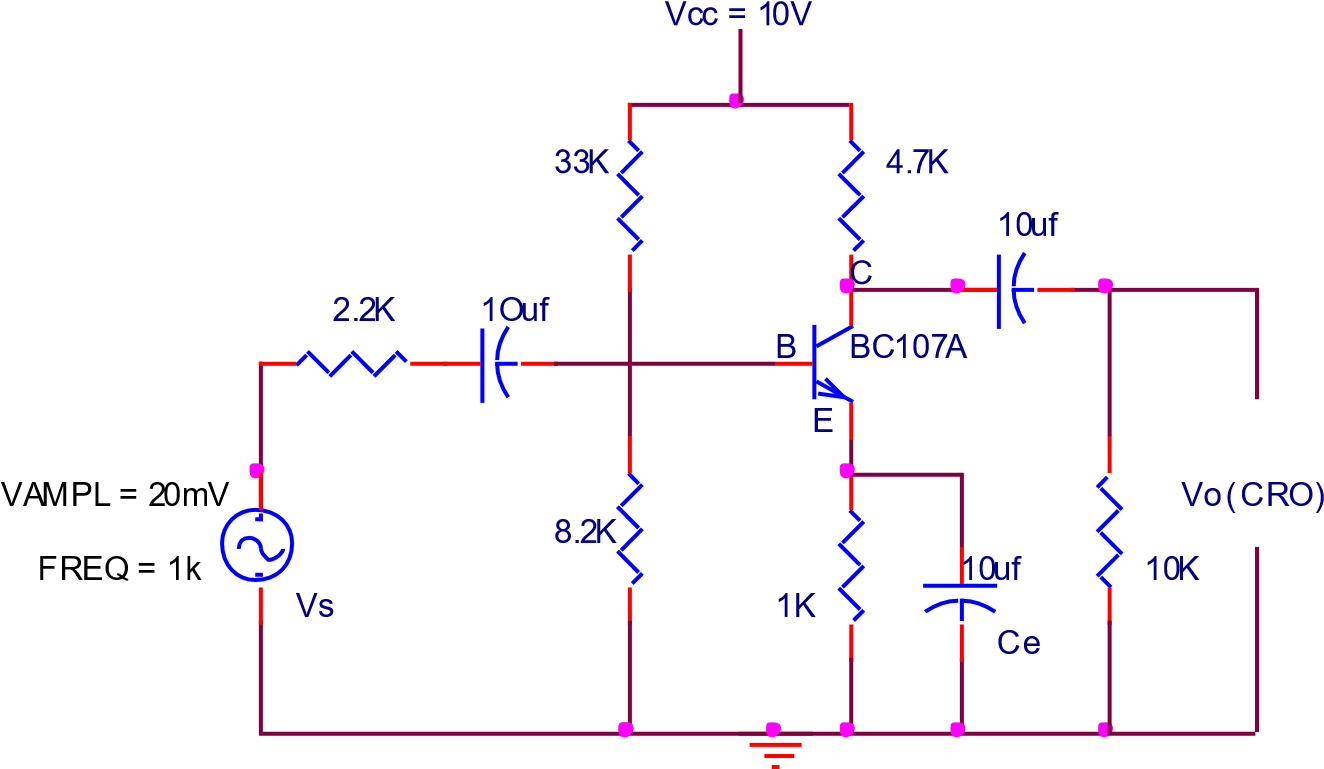 Vcc = 10V
33K
4.7K
10uf
C
2.2K
1Ouf
B
BC107A
E
VAMPL = 20mV
Vo(CRO)
8.2K
FREQ = 1k
10uf
10K
Vs
1K
Ce